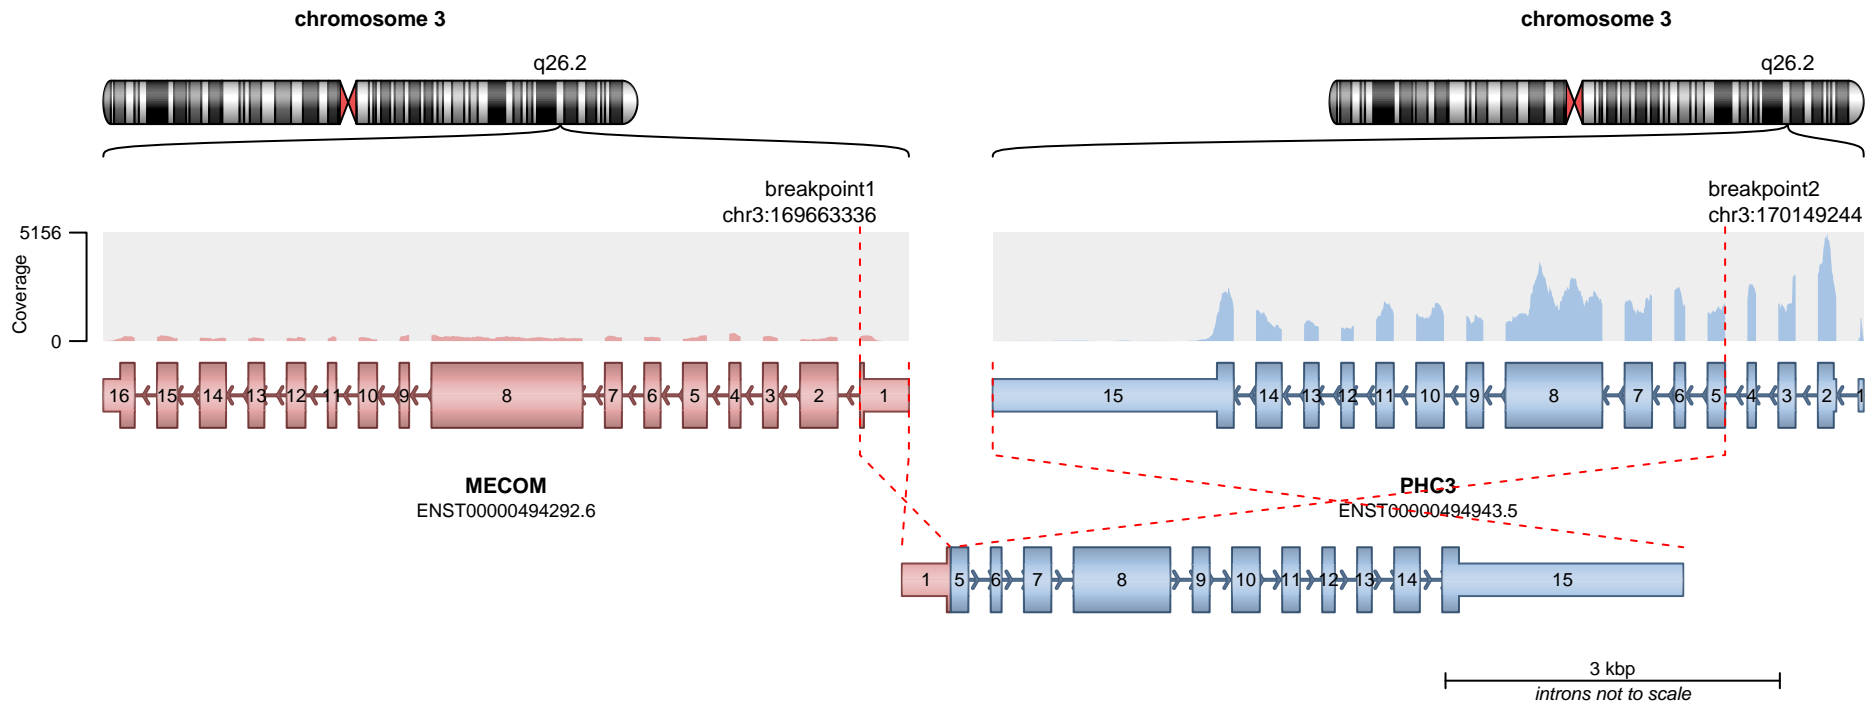 chromosome 3
chromosome 3
q26.2
q26.2
breakpoint1
chr3:169663336
breakpoint2
chr3:170149244
5156
Coverage
0
16 15 14 13 12 11 10 9 8 7 6 5 4 3 2 1
15 14 13 12 11 10 9 8 7 6 5 4 3 2 1
MECOM
ENST00000494292.6
PHC3
ENST00000494943.5
1 5 6 7 8 9 10 11 12 13 14 15
3 kbp
introns not to scale